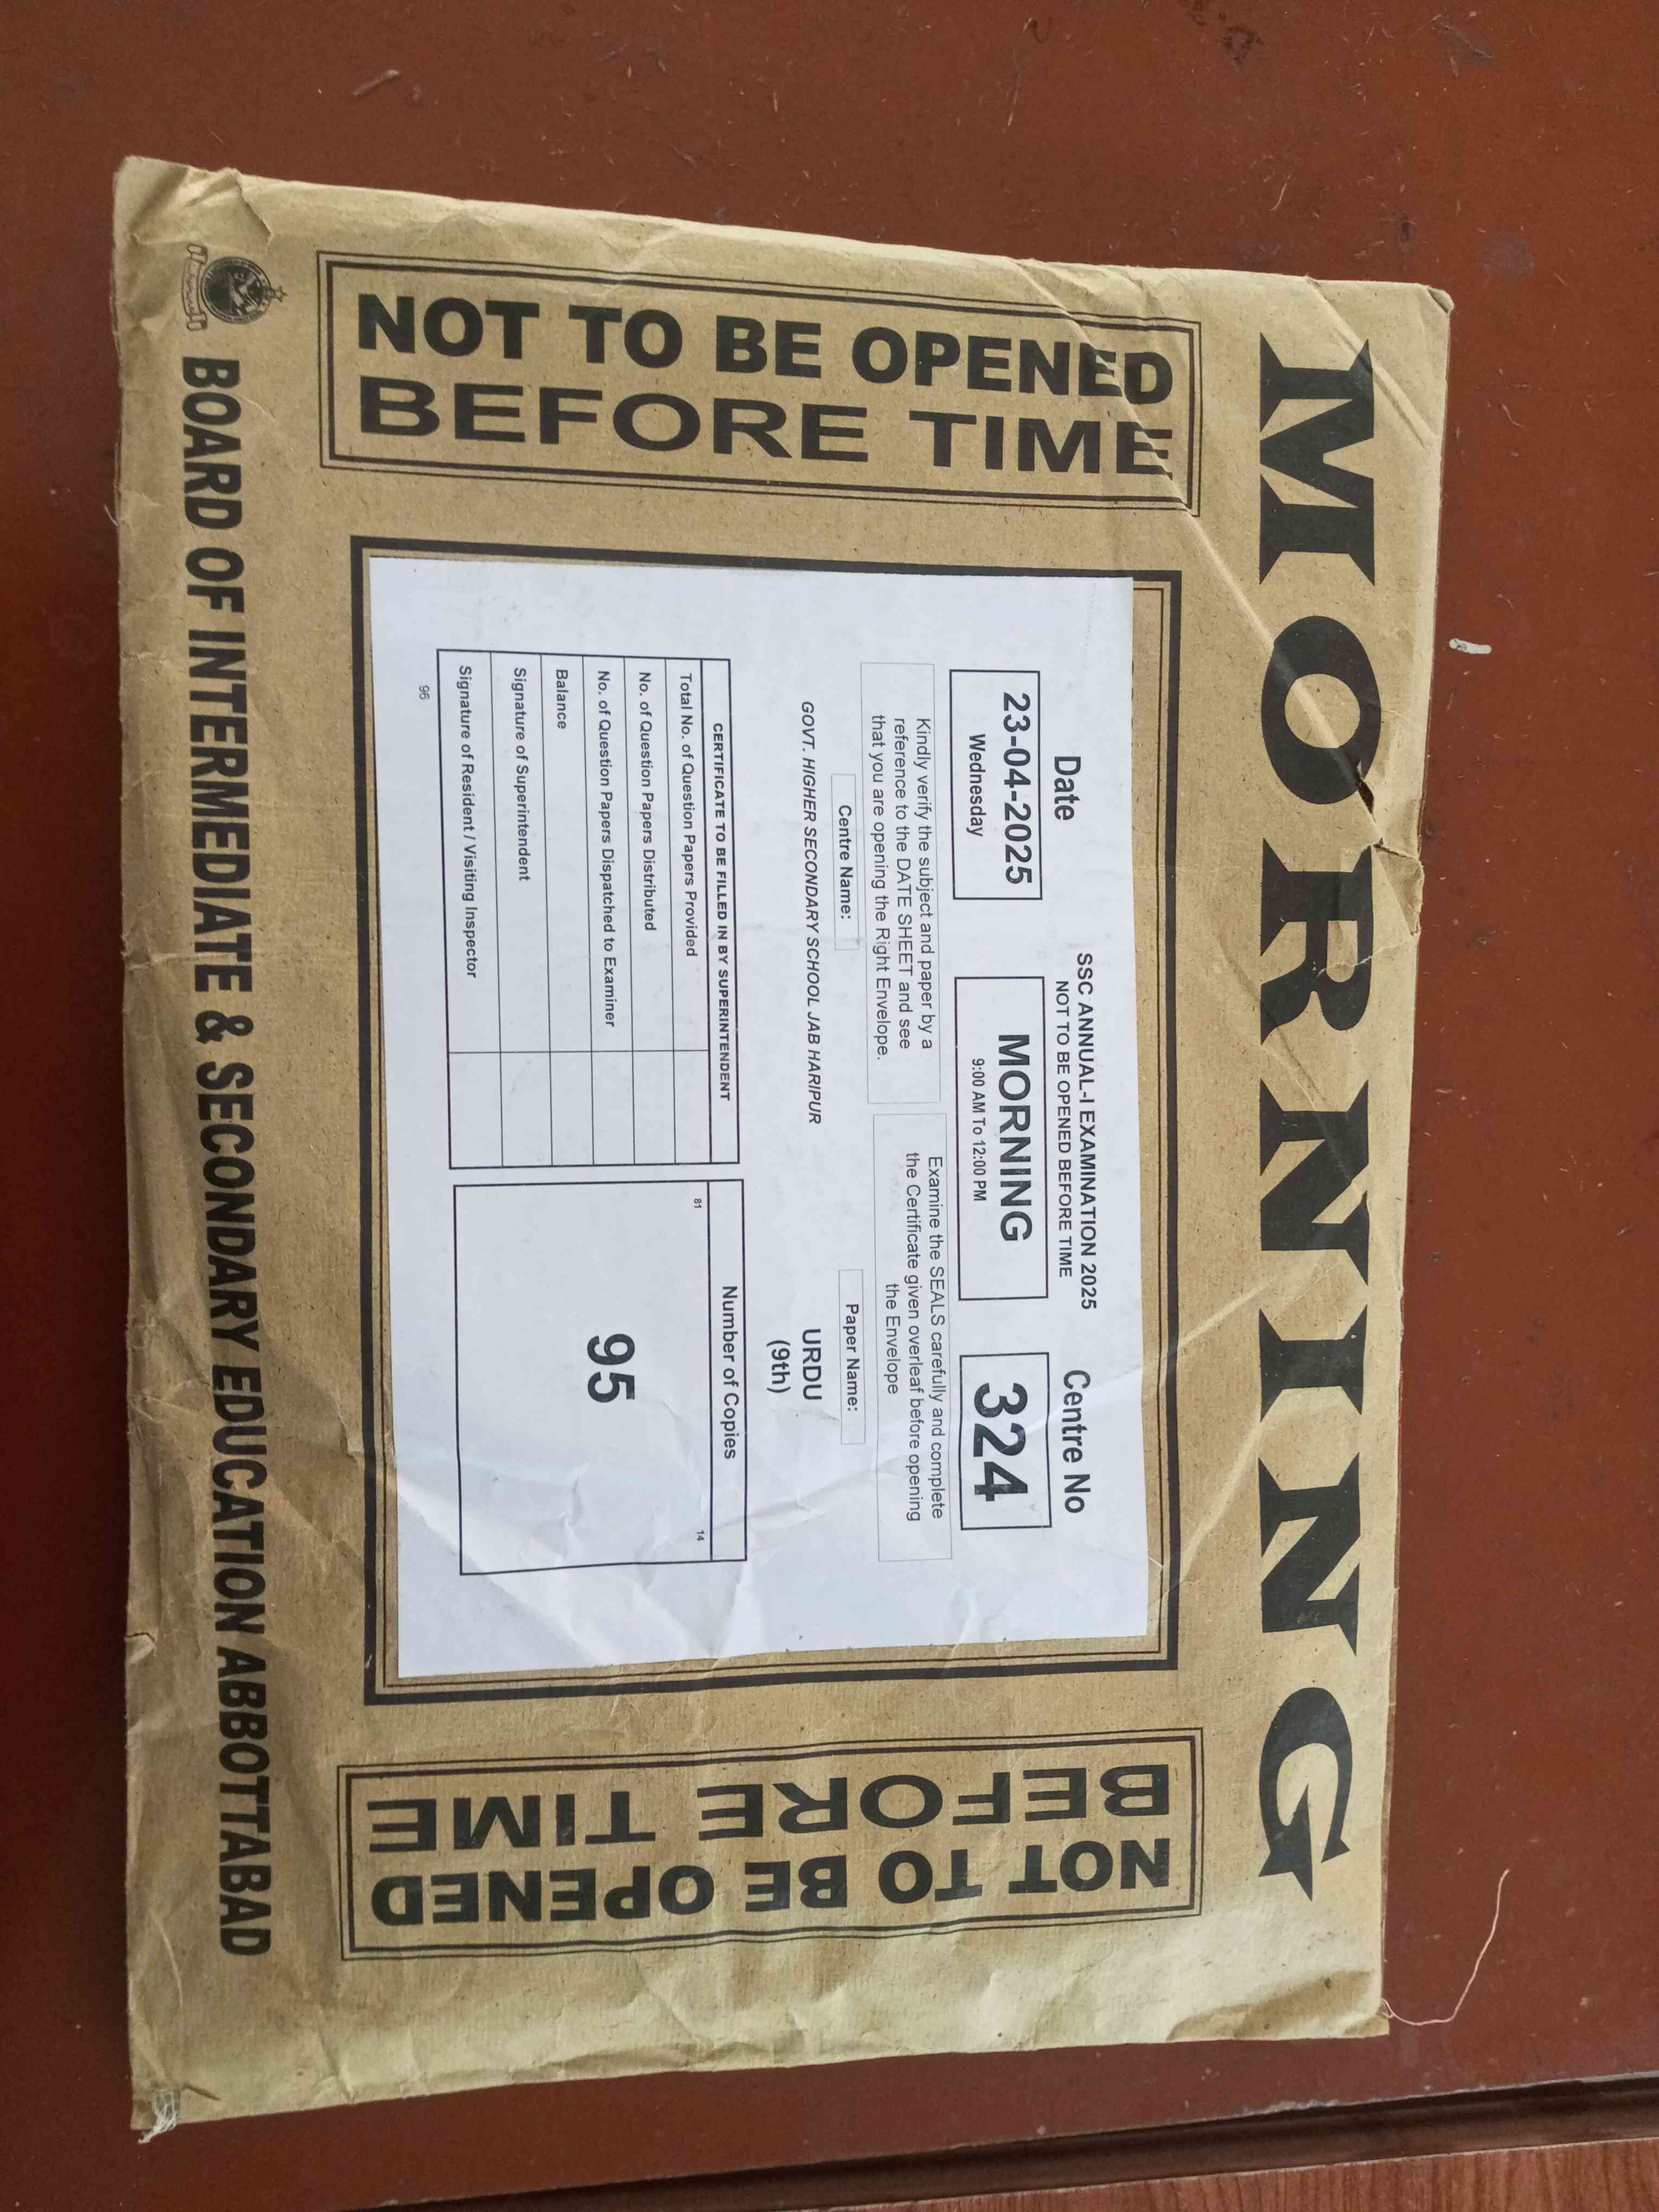 MORNING
NOT TO BE OPENED
BEFORE TIME
SSC ANNUAL-I EXAMINATION 2025
NOT TO BE OPENED BEFORE TIME
Date
23-04-2025
Wednesday
MORNING
9:00 AM To 12:00 PM
Centre No
324
Kindly verify the subject and paper by a
reference to the DATE SHEET and see
that you are opening the Right Envelope.
Examine the SEALS carefully and complete
the Certificate given overleaf before opening
the Envelope
Centre Name:
GOVT. HIGHER SECONDARY SCHOOL JAB HARIPUR
Paper Name:
URDU
(9th)
CERTIFICATE TO BE FILLED IN BY SUPERINTENDENT
Total No. of Question Papers Provided
No. of Question Papers Distributed
No. of Question Papers Dispatched to Examiner
Balance
Signature of Superintendent
Signature of Resident / Visiting Inspector
96
Number of Copies
81
14
95
NOT TO BE OPENED
BEFORE TIME
BOARD OF INTERMEDIATE & SECONDARY EDUCATION ABBOTTABAD